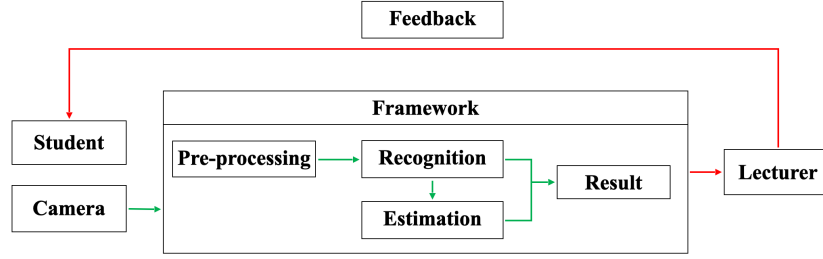 Feedback
Framework
Student
Pre-processing
Recognition
Result
Lecturer
Camera
Estimation